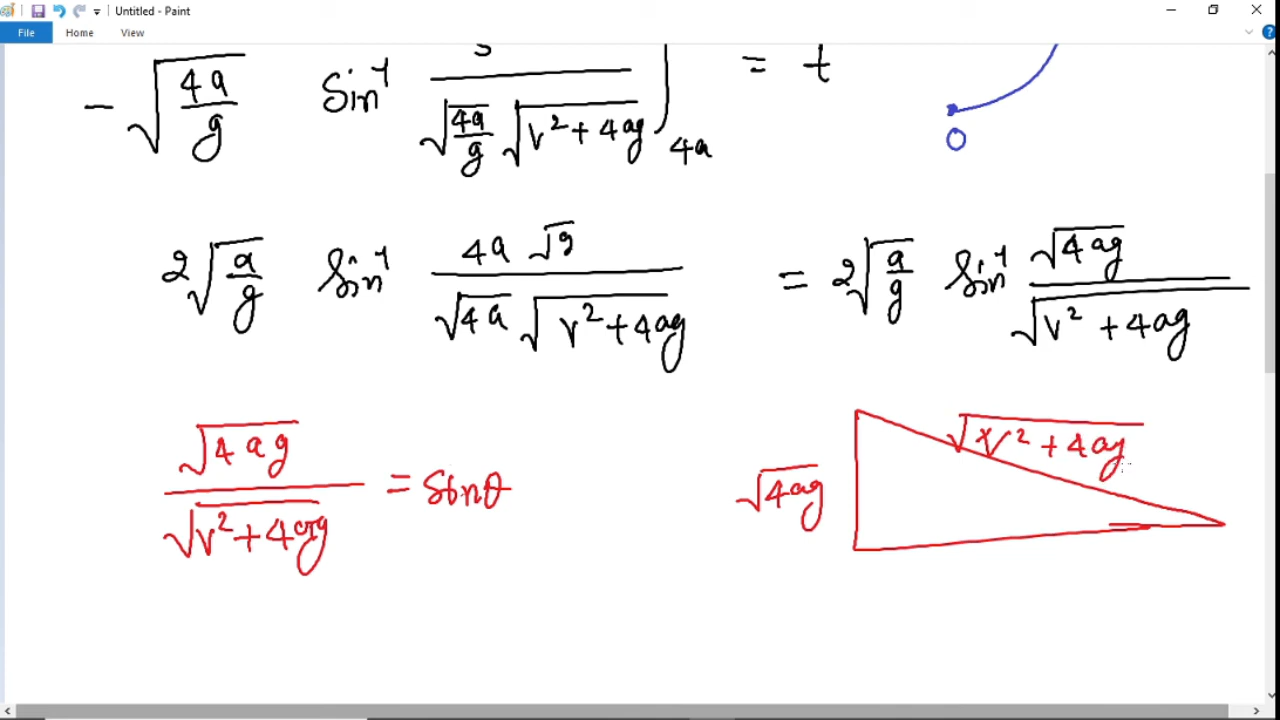 Untitled - Paint
File Home View
- √(4a/g) Sin⁻¹ s/(√(4a/g) √(v² + 4ag)) ]₄ₐ = t
O
2√(a/g) Sin⁻¹ 4a √g/(√4a √(v² + 4ag)) = 2√(a/g) Sin⁻¹ √4ag/√(v² + 4ag)
√4ag/√(v² + 4ag) = Sinθ
√4ag √(v² + 4ag)